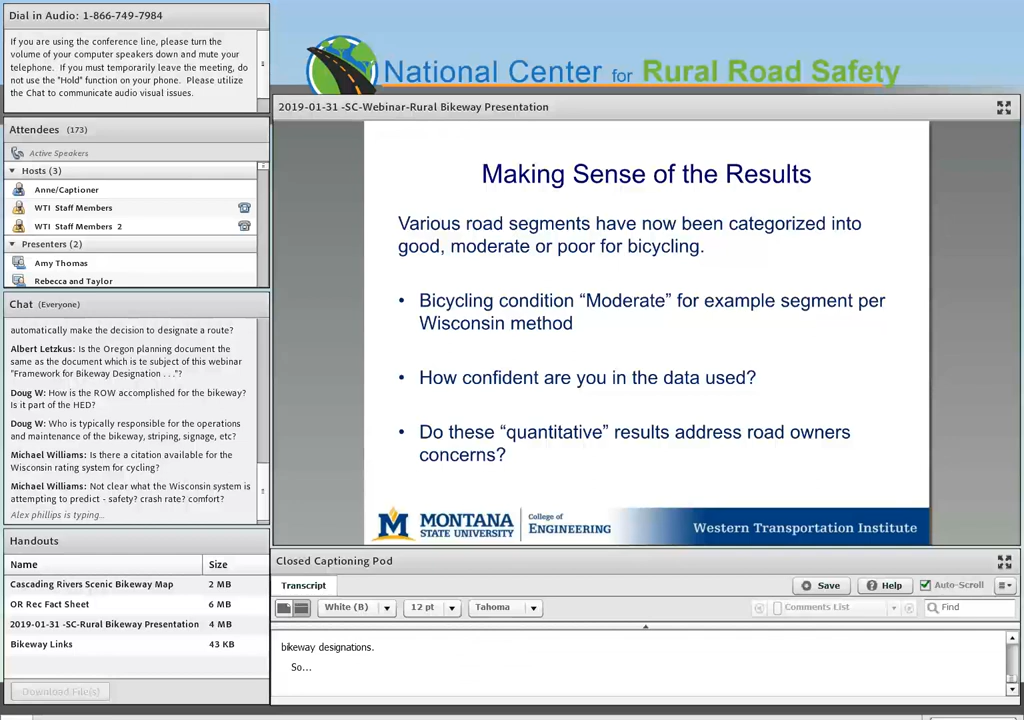 Dial in Audio: 1-866-749-7984
If you are using the conference line, please turn the
volume of your computer speakers down and mute your
telephone. If you must temporarily leave the meeting, do
not use the "Hold" function on your phone. Please utilize
the Chat to communicate audio visual issues.
Attendees (173)
Active Speakers
Hosts (3)
Anne/Captioner
WTI Staff Members
WTI Staff Members 2
Presenters (2)
Amy Thomas
Rebecca and Taylor
Chat (Everyone)
automatically make the decision to designate a route?
Albert Letzkus: Is the Oregon planning document the
same as the document which is te subject of this webinar
"Framework for Bikeway Designation . . ."?
Doug W: How is the ROW accomplished for the bikeway?
Is it part of the HED?
Doug W: Who is typically responsible for the operations
and maintenance of the bikeway, striping, signage, etc?
Michael Williams: Is there a citation available for the
Wisconsin rating system for cycling?
Michael Williams: Not clear what the Wisconsin system is
attempting to predict - safety? crash rate? comfort?
Alex phillips is typing...
Handouts
Name Size
Cascading Rivers Scenic Bikeway Map 2 MB
OR Rec Fact Sheet 6 MB
2019-01-31 -SC-Rural Bikeway Presentation 4 MB
Bikeway Links 43 KB
Download File(s)
National Center for Rural Road Safety
2019-01-31 -SC-Webinar-Rural Bikeway Presentation
Making Sense of the Results
Various road segments have now been categorized into
good, moderate or poor for bicycling.
• Bicycling condition “Moderate” for example segment per
Wisconsin method
• How confident are you in the data used?
• Do these “quantitative” results address road owners
concerns?
M MONTANA
STATE UNIVERSITY
College of
ENGINEERING
Western Transportation Institute
Closed Captioning Pod
Transcript
Save
Help
Auto-Scroll
White (B)
12 pt
Tahoma
Comments List
Find
bikeway designations.
So...